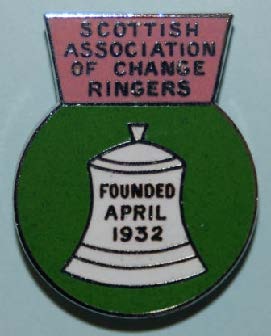 SCOTTISH
ASSOCIATION
OF CHANGE
RINGERS
FOUNDED
APRIL
1932